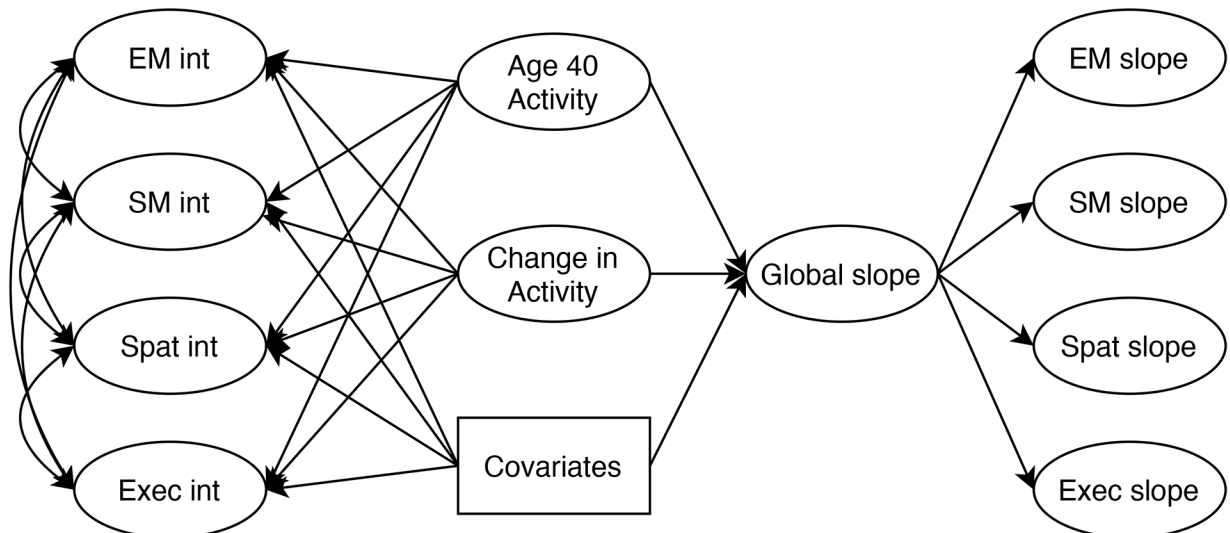 EM int
SM int
Spat int
Exec int
Age 40
Activity
Change in
Activity
Covariates
Global slope
EM slope
SM slope
Spat slope
Exec slope